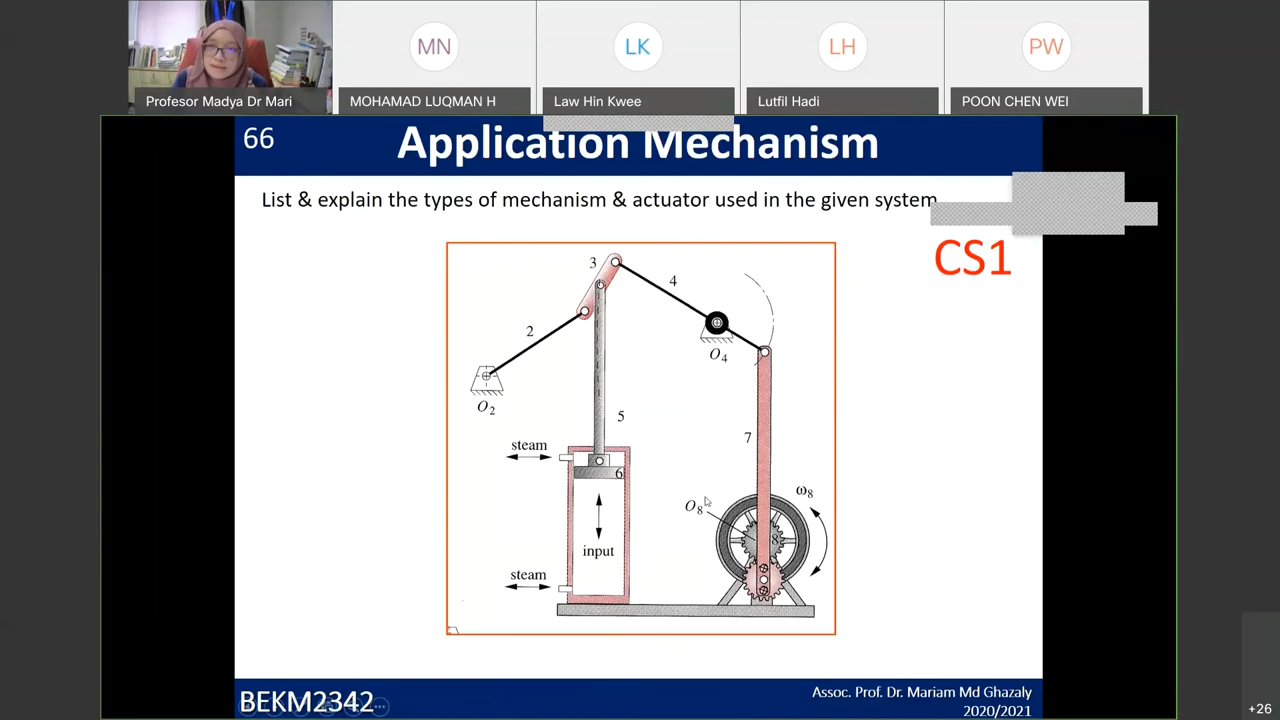 MN
LK
LH
PW
Profesor Madya Dr Mari
MOHAMAD LUQMAN H
Law Hin Kwee
Lutfil Hadi
POON CHEN WEI
66
Application Mechanism
List & explain the types of mechanism & actuator used in the given system
CS1
3
4
2
O4
O2
5
7
steam
6
ω8
O8
8
input
steam
BEKM2342
Assoc. Prof. Dr. Mariam Md Ghazaly
2020/2021
+26